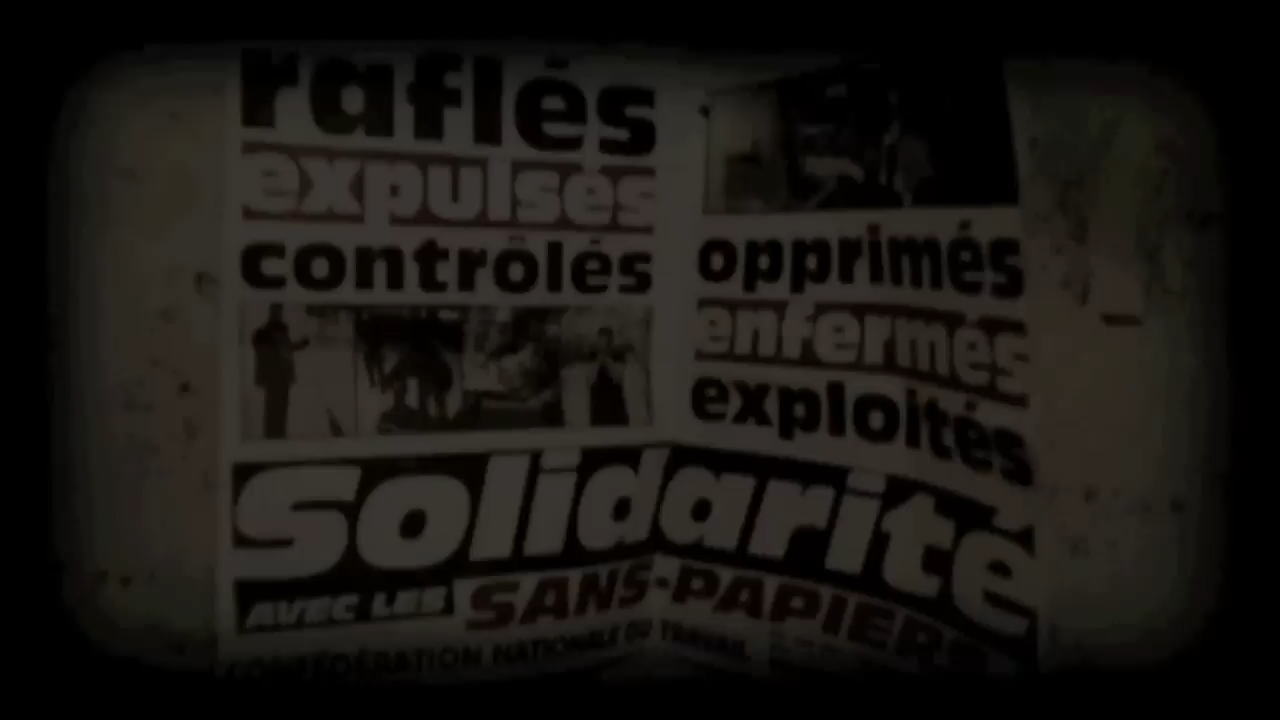 raflés
expulsés
contrôlés
opprimés
enfermés
exploités
Solidarité
AVEC LES SANS-PAPIERS
CONFÉDÉRATION NATIONALE DU TRAVAIL